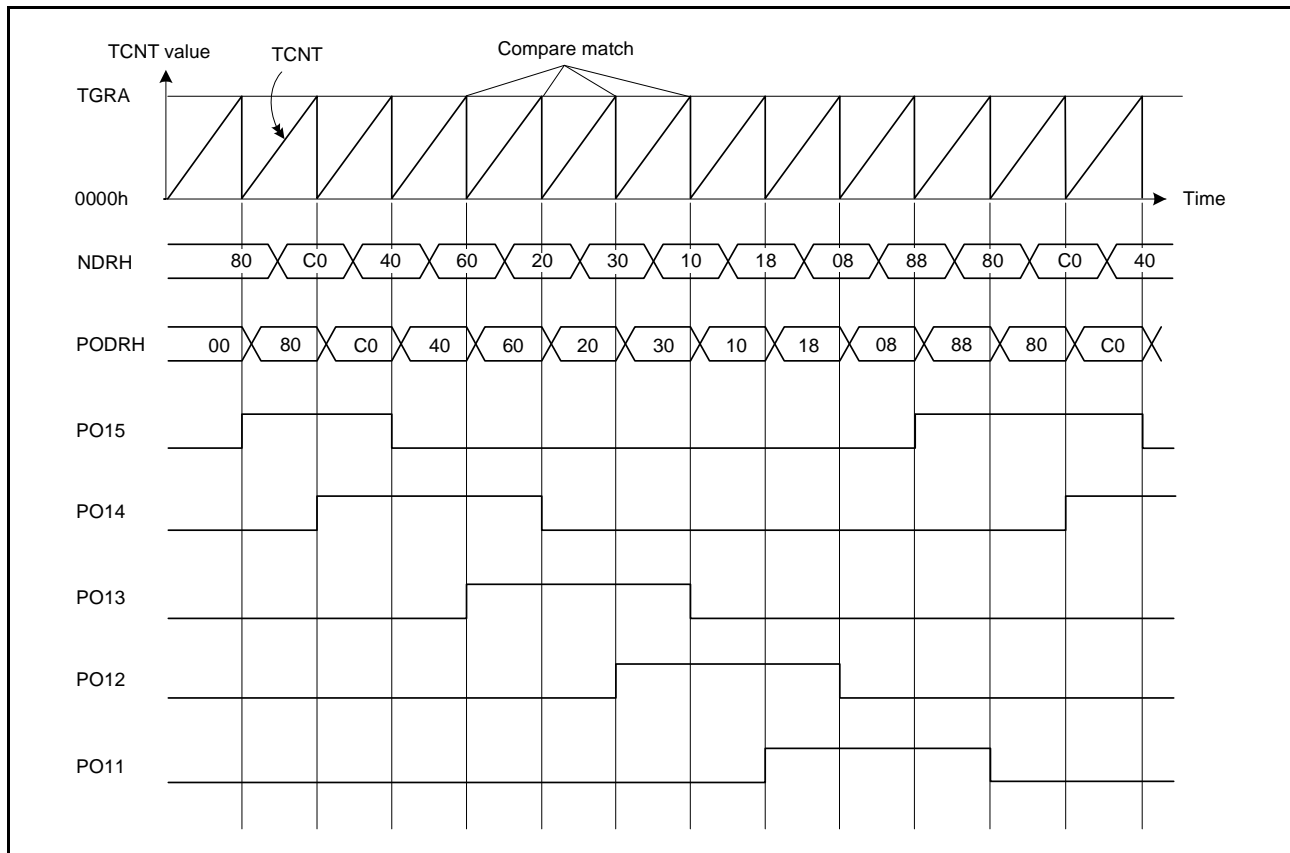 TCNT value
TCNT
Compare match
TGRA
0000h
Time
NDRH 80 C0 40 60 20 30 10 18 08 88 80 C0 40
PODRH 00 80 C0 40 60 20 30 10 18 08 88 80 C0
PO15
PO14
PO13
PO12
PO11